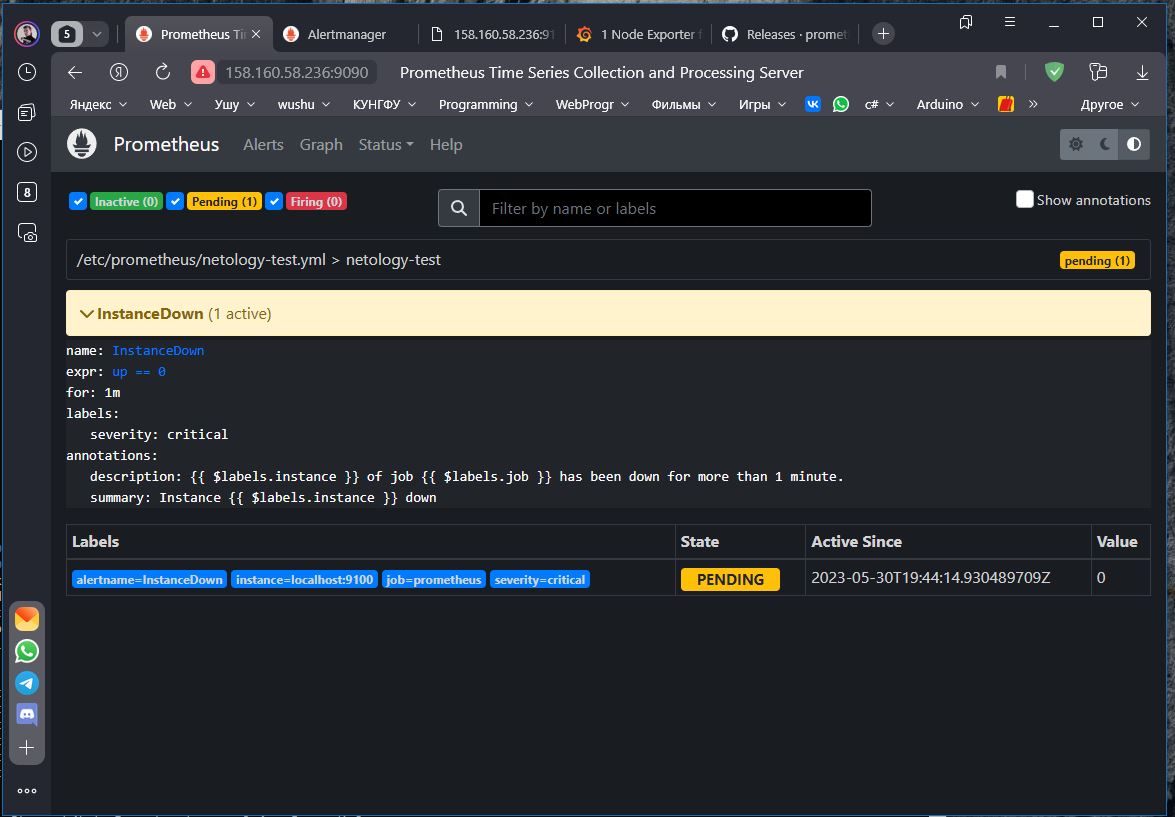 5
Prometheus Ti
Alertmanager
158.160.58.236:91
1 Node Exporter f
Releases · promet
158.160.58.236:9090
Prometheus Time Series Collection and Processing Server
Яндекс
Web
Ушу
wushu
КУНГФУ
Programming
WebProgr
Фильмы
Игры
c#
Arduino
»
Другое
8
Prometheus
Alerts
Graph
Status
Help
Inactive (0)
Pending (1)
Firing (0)
Filter by name or labels
Show annotations
/etc/prometheus/netology-test.yml > netology-test
pending (1)
InstanceDown (1 active)
name: InstanceDown
expr: up == 0
for: 1m
labels:
severity: critical
annotations:
description: {{ $labels.instance }} of job {{ $labels.job }} has been down for more than 1 minute.
summary: Instance {{ $labels.instance }} down
Labels
State
Active Since
Value
alertname=InstanceDown
instance=localhost:9100
job=prometheus
severity=critical
PENDING
2023-05-30T19:44:14.930489709Z
0